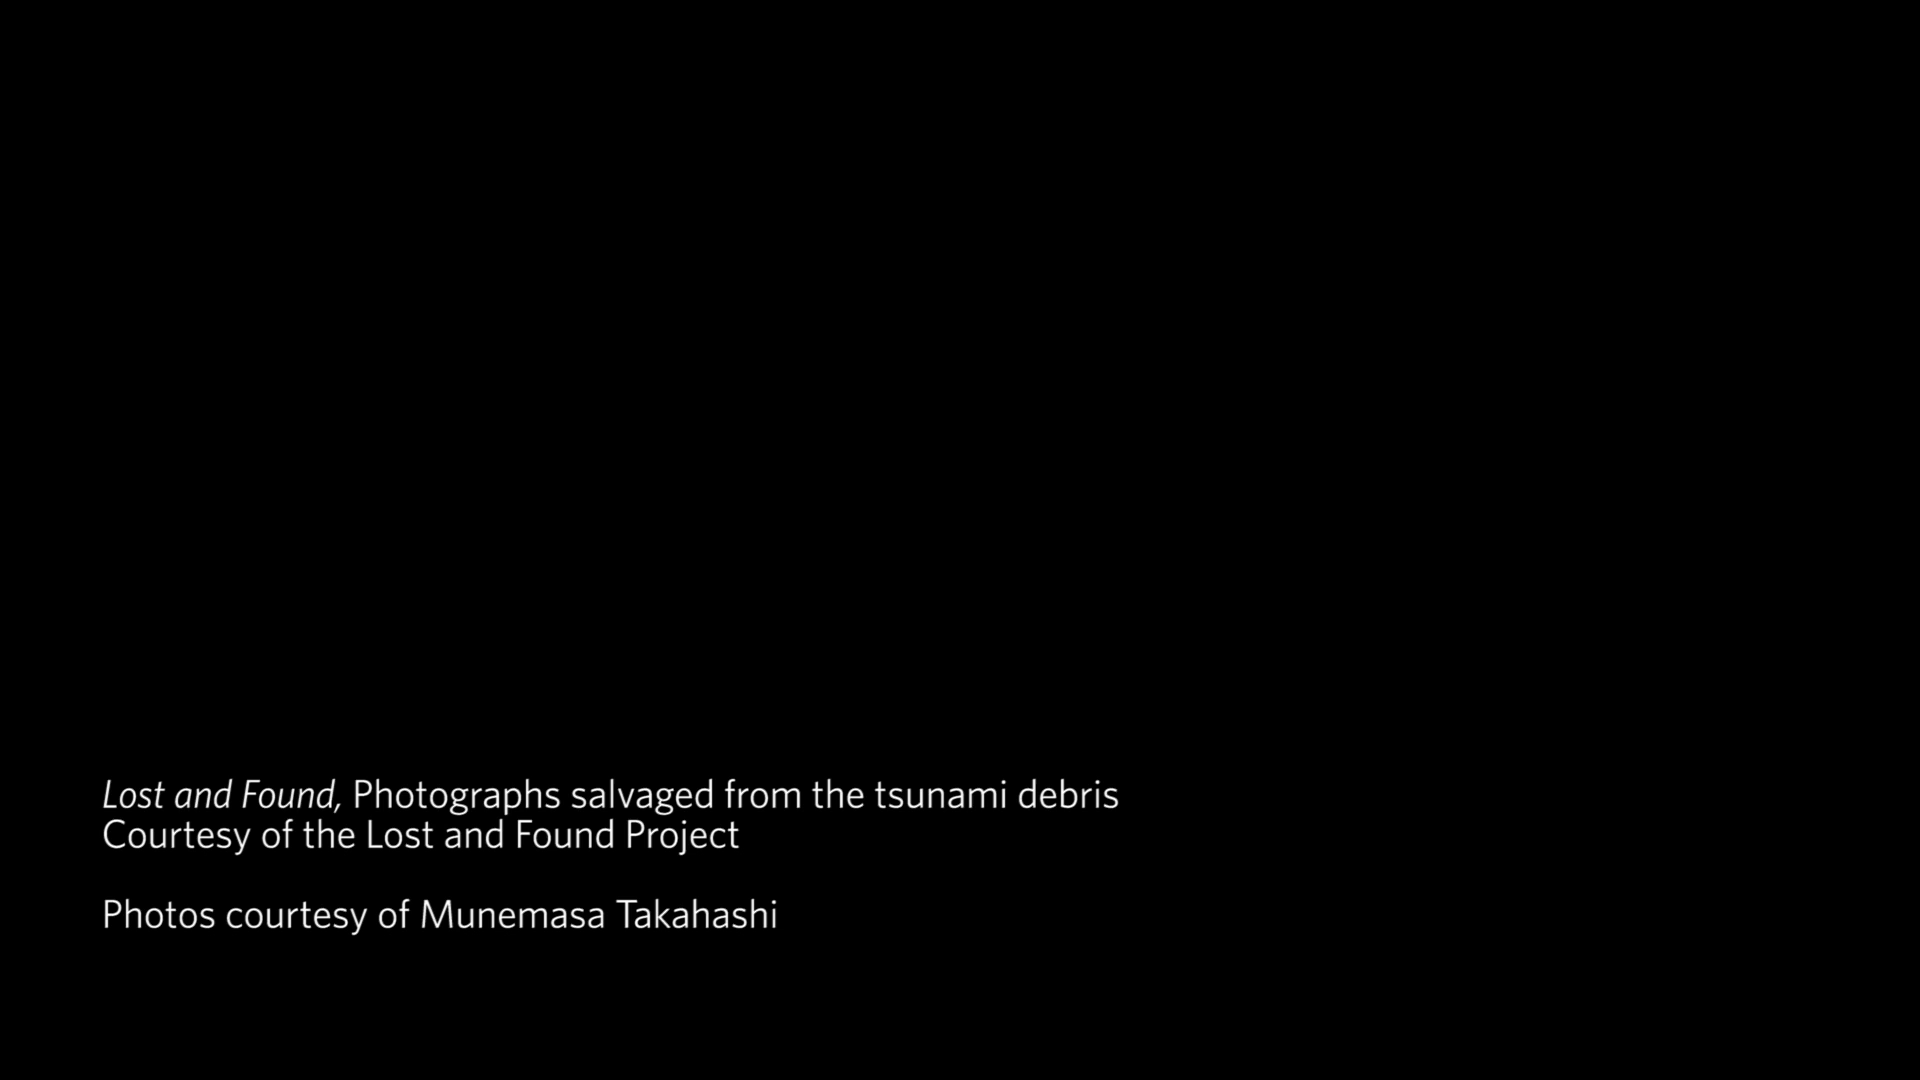 Lost and Found, Photographs salvaged from the tsunami debris
Courtesy of the Lost and Found Project
Photos courtesy of Munemasa Takahashi